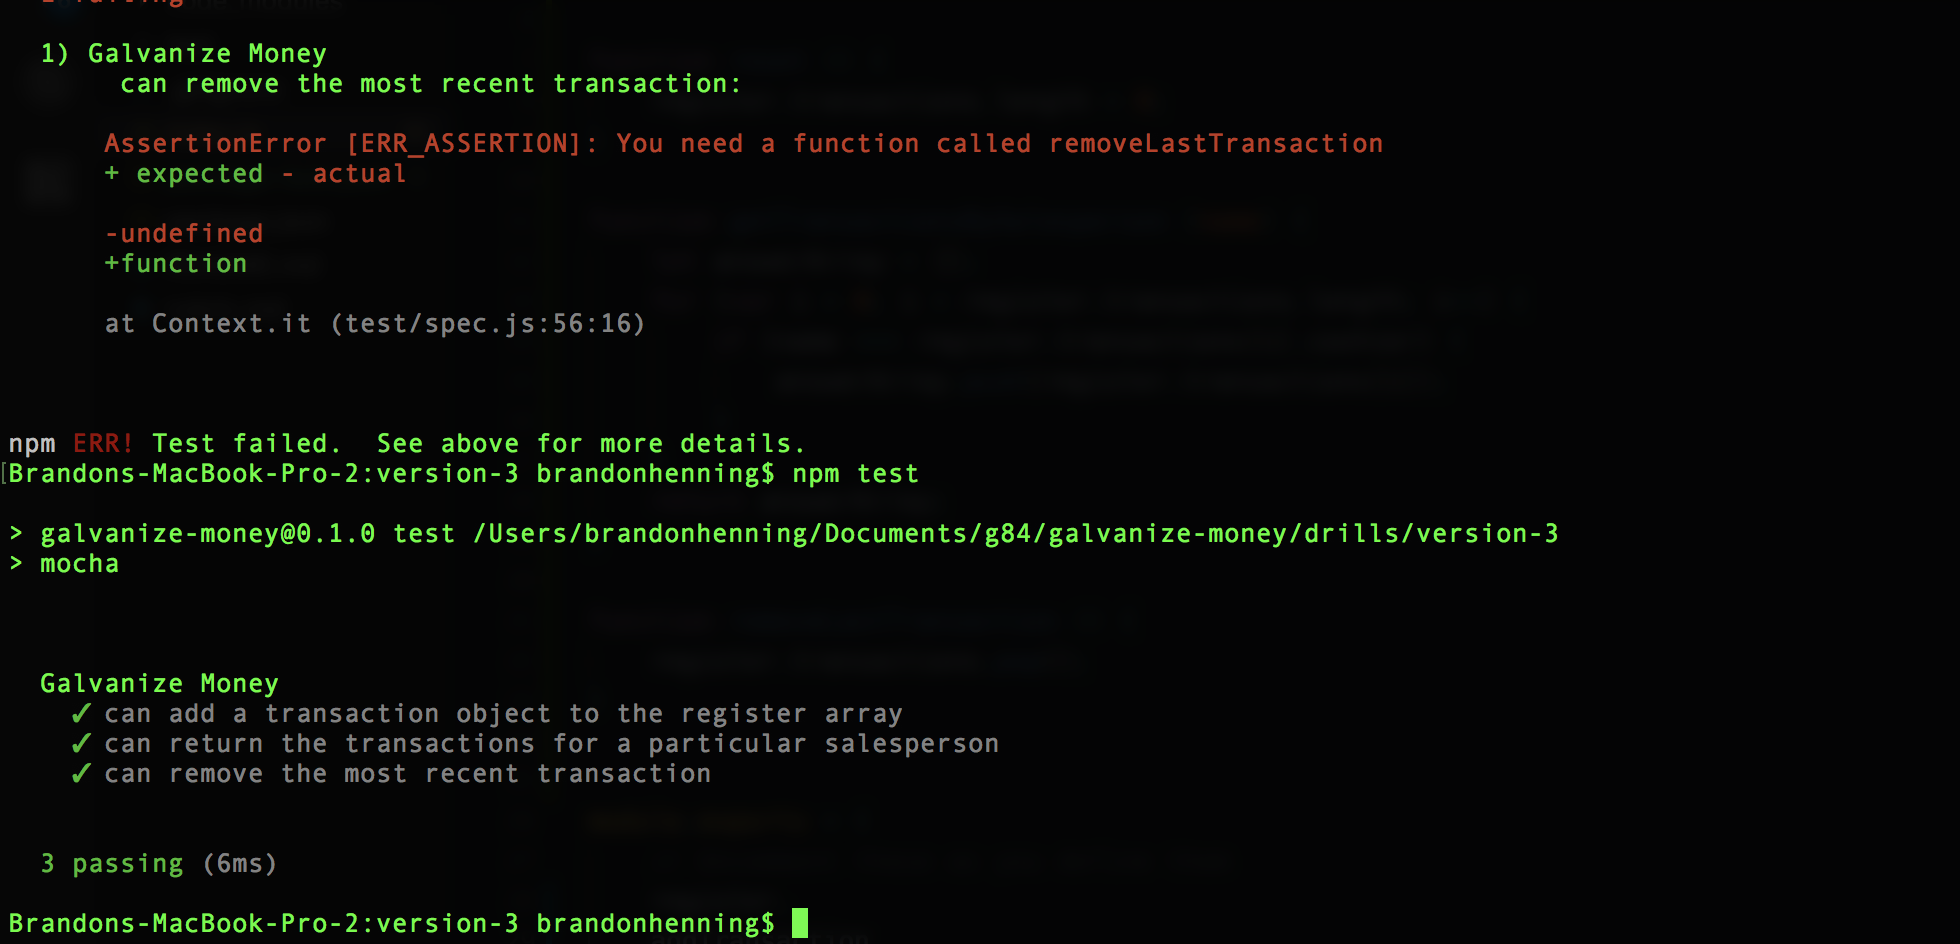 1) Galvanize Money
can remove the most recent transaction:
AssertionError [ERR_ASSERTION]: You need a function called removeLastTransaction
+ expected - actual
-undefined
+function
at Context.it (test/spec.js:56:16)
npm ERR! Test failed.  See above for more details.
[Brandons-MacBook-Pro-2:version-3 brandonhenning$ npm test
> galvanize-money@0.1.0 test /Users/brandonhenning/Documents/g84/galvanize-money/drills/version-3
> mocha
Galvanize Money
✓ can add a transaction object to the register array
✓ can return the transactions for a particular salesperson
✓ can remove the most recent transaction
3 passing (6ms)
Brandons-MacBook-Pro-2:version-3 brandonhenning$